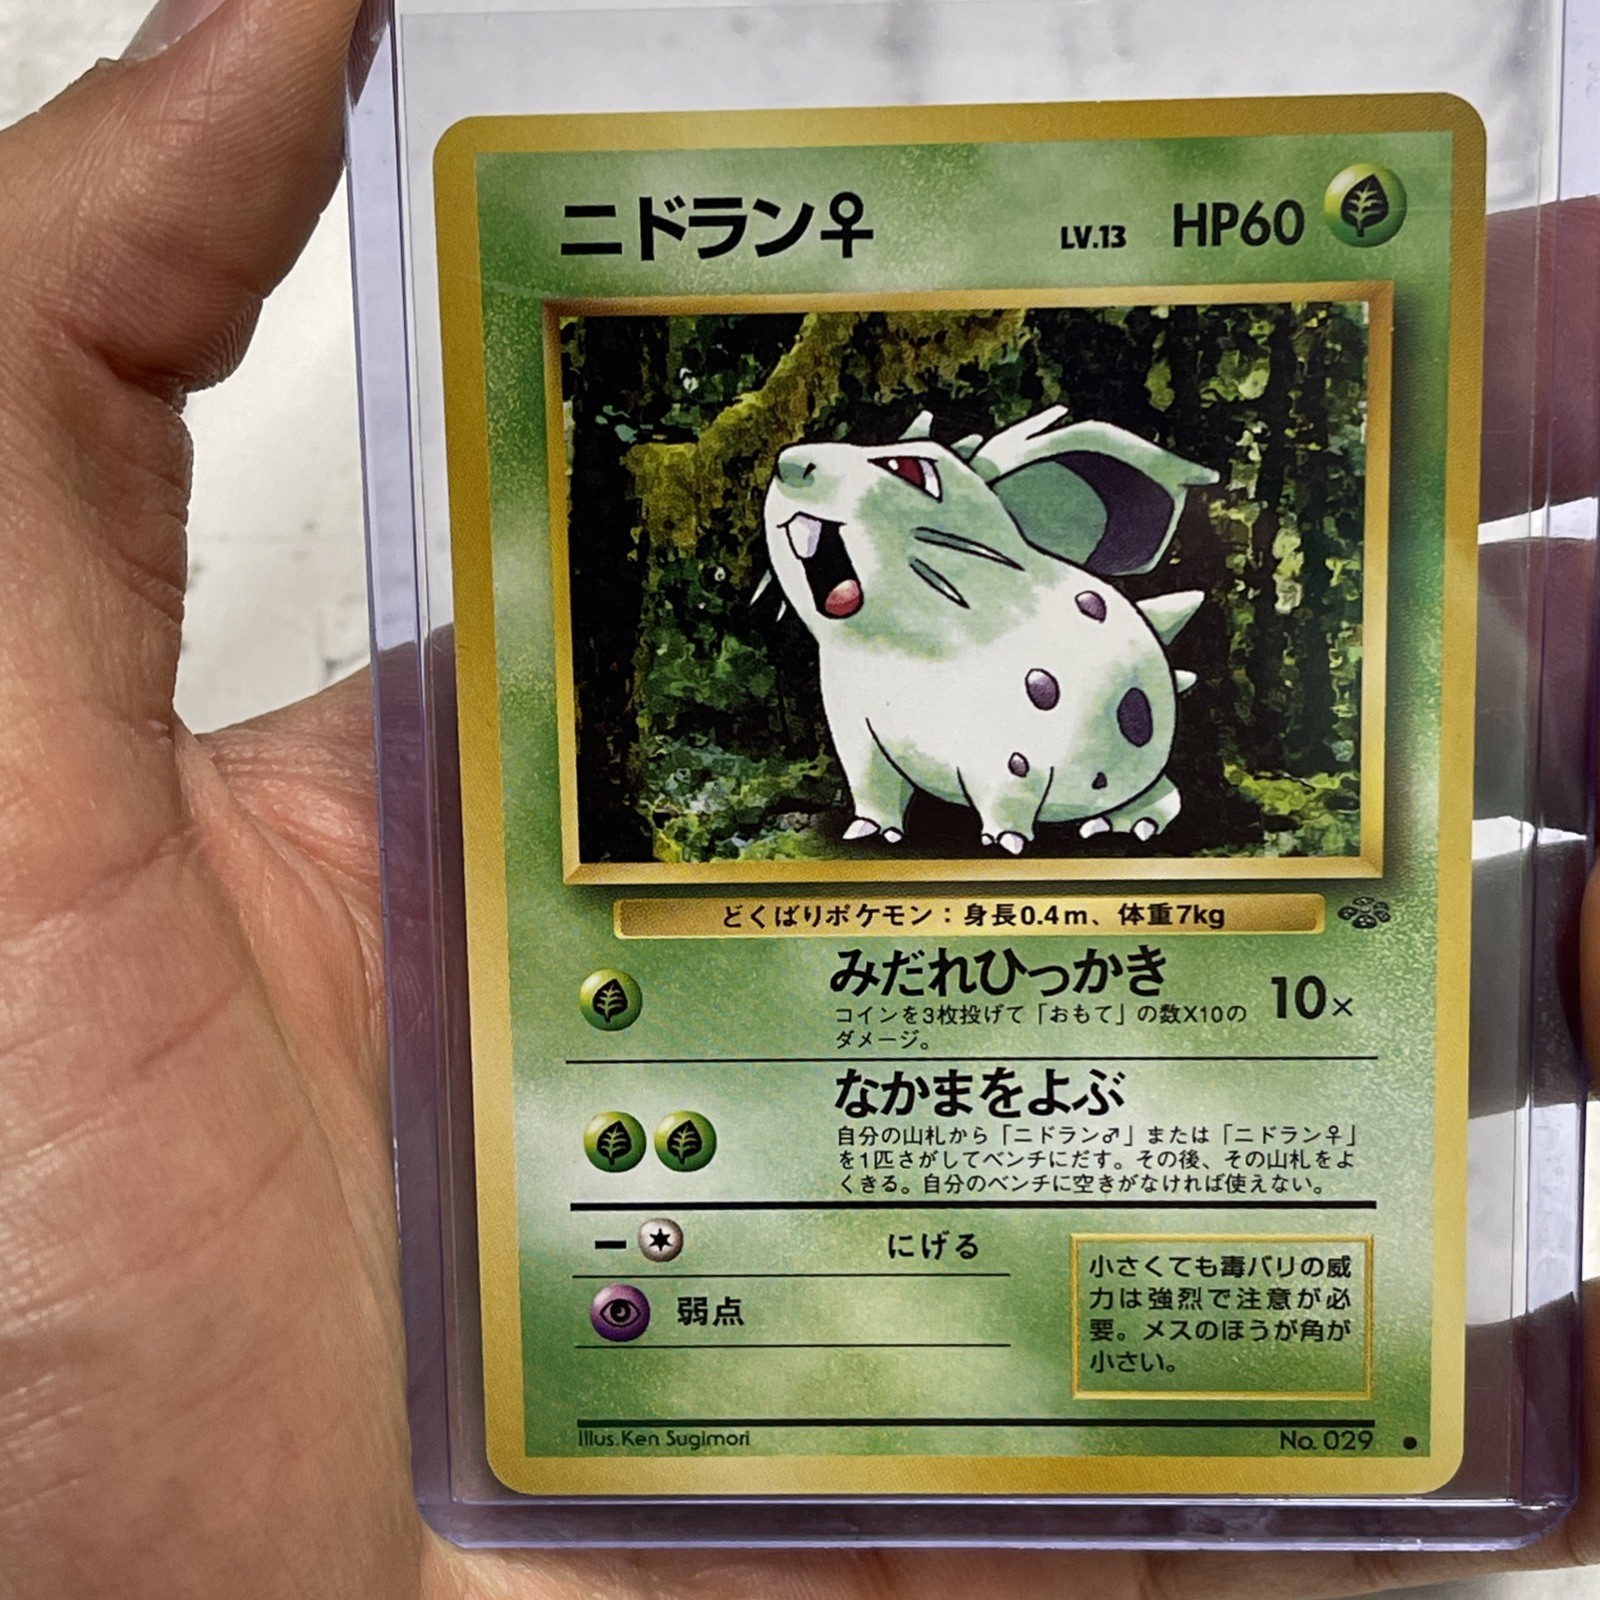 ニドラン♀ LV.13 HP60
どくばりポケモン：身長0.4m、体重7kg
みだれひっかき 10×
コインを3枚投げて「おもて」の数X10の
ダメージ。
なかまをよぶ
自分の山札から「ニドラン♂」または「ニドラン♀」
を1匹さがしてベンチにだす。その後、その山札をよ
くきる。自分のベンチに空きがなければ使えない。
ー にげる
弱点
小さくても毒バリの威
力は強烈で注意が必
要。メスのほうが角が
小さい。
Illus.Ken Sugimori No. 029 ●